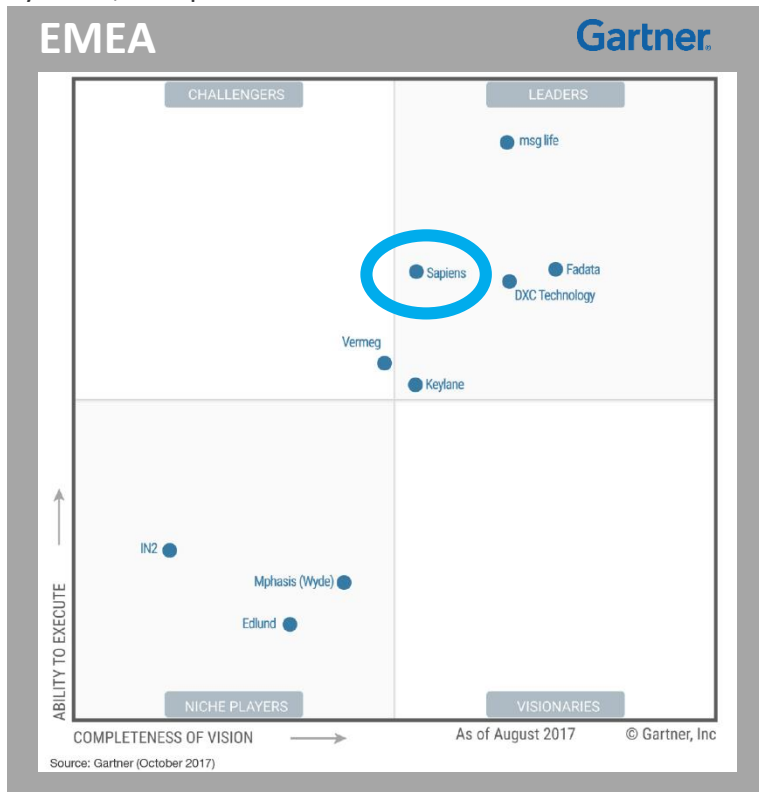 EMEA
Gartner
CHALLENGERS
LEADERS
msg life
Sapiens
Fadata
DXC Technology
Vermeg
Keylane
IN2
Mphasis (Wyde)
Edlund
ABILITY TO EXECUTE
NICHE PLAYERS
VISIONARIES
COMPLETENESS OF VISION
As of August 2017
© Gartner, Inc
Source: Gartner (October 2017)